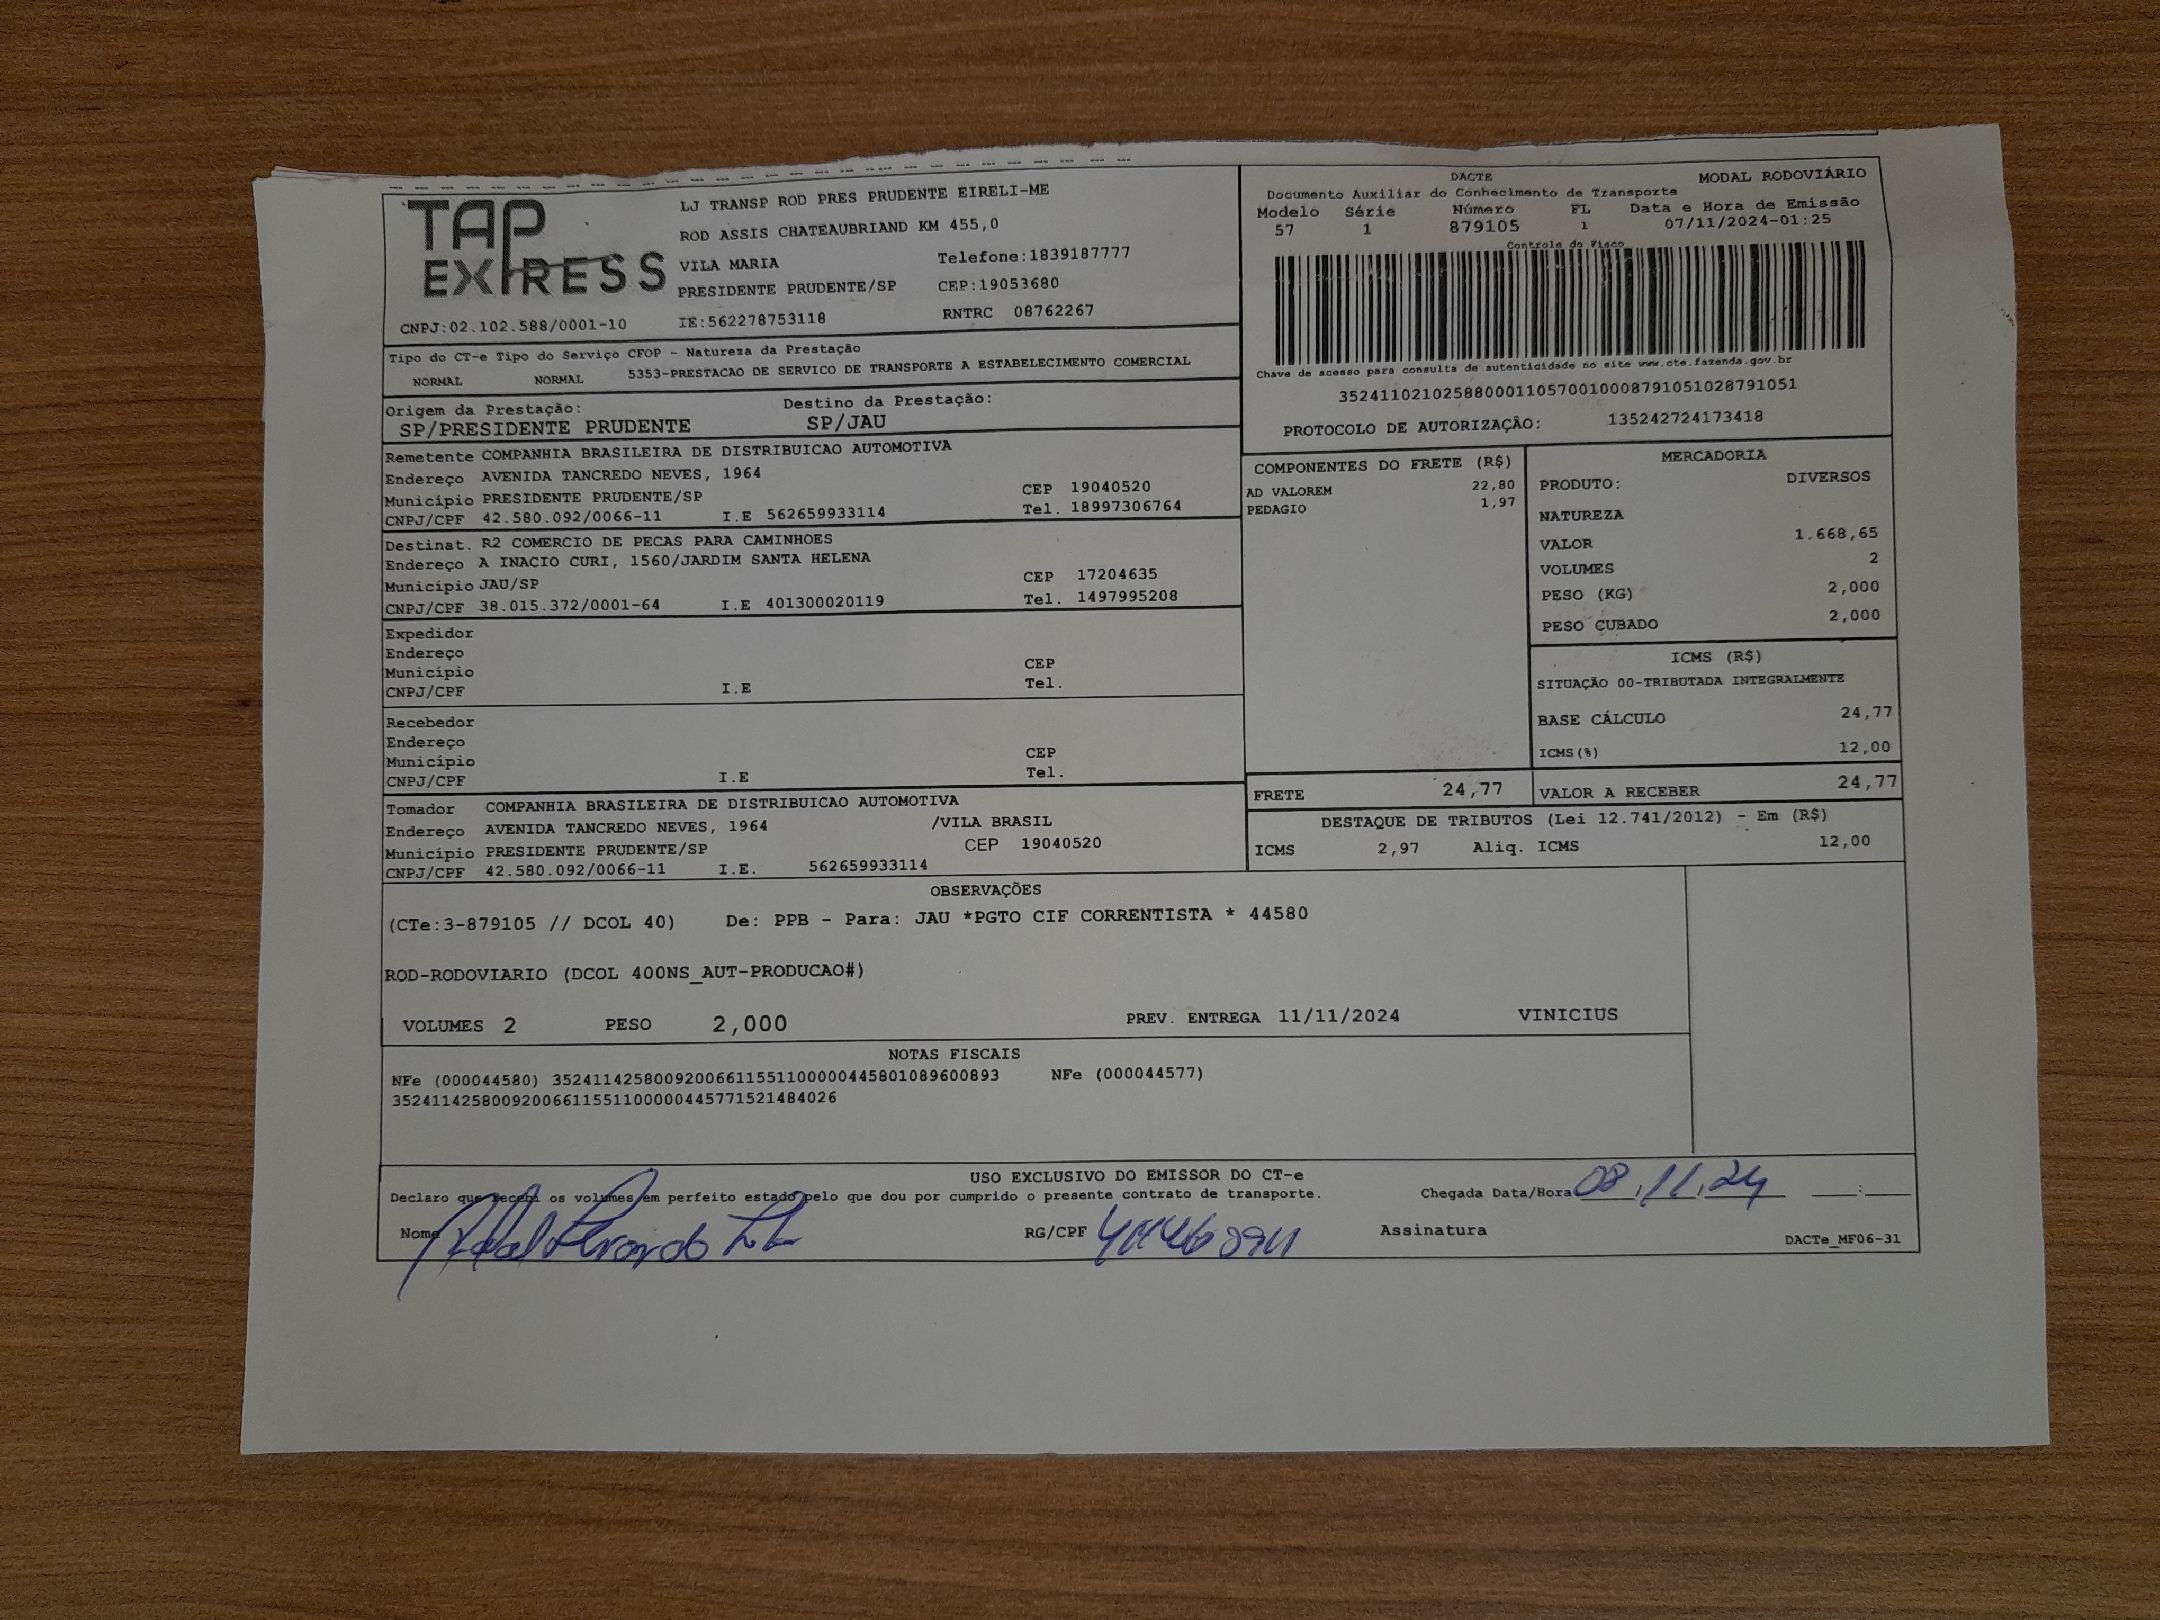 TAP EXPRESS
LJ TRANSP ROD PRES PRUDENTE EIRELI-ME
ROD ASSIS CHATEAUBRIAND KM 455,0
VILA MARIA Telefone:1839187777
PRESIDENTE PRUDENTE/SP CEP:19053680
CNPJ:02.102.588/0001-10 IE:562278753118 RNTRC 08762267
DACTE MODAL RODOVIÁRIO
Documento Auxiliar do Conhecimento de Transporte
Modelo Série Número FL Data e Hora de Emissão
57 1 879105 1 07/11/2024-01:25
Controle do Fisco
Chave de acesso para consulta de autenticidade no site www.cte.fazenda.gov.br
35241102102588000110570010008791051028791051
PROTOCOLO DE AUTORIZAÇÃO: 135242724173418
Tipo do CT-e Tipo do Serviço CFOP - Natureza da Prestação
NORMAL NORMAL 5353-PRESTACAO DE SERVICO DE TRANSPORTE A ESTABELECIMENTO COMERCIAL
Origem da Prestação: Destino da Prestação:
SP/PRESIDENTE PRUDENTE SP/JAU
Remetente COMPANHIA BRASILEIRA DE DISTRIBUICAO AUTOMOTIVA
Endereço AVENIDA TANCREDO NEVES, 1964
Município PRESIDENTE PRUDENTE/SP CEP 19040520
CNPJ/CPF 42.580.092/0066-11 I.E 562659933114 Tel. 18997306764
Destinat. R2 COMERCIO DE PECAS PARA CAMINHOES
Endereço A INACIO CURI, 1560/JARDIM SANTA HELENA
Município JAU/SP CEP 17204635
CNPJ/CPF 38.015.372/0001-64 I.E 401300020119 Tel. 1497995208
Expedidor
Endereço
Município CEP
CNPJ/CPF I.E Tel.
Recebedor
Endereço
Município CEP
CNPJ/CPF I.E Tel.
Tomador COMPANHIA BRASILEIRA DE DISTRIBUICAO AUTOMOTIVA
Endereço AVENIDA TANCREDO NEVES, 1964 /VILA BRASIL
Município PRESIDENTE PRUDENTE/SP CEP 19040520
CNPJ/CPF 42.580.092/0066-11 I.E. 562659933114
COMPONENTES DO FRETE (R$)
AD VALOREM 22,80
PEDAGIO 1,97
MERCADORIA
PRODUTO: DIVERSOS
NATUREZA
VALOR 1.668,65
VOLUMES 2
PESO (KG) 2,000
PESO CUBADO 2,000
ICMS (R$)
SITUAÇÃO 00-TRIBUTADA INTEGRALMENTE
BASE CÁLCULO 24,77
ICMS(%) 12,00
FRETE 24,77 VALOR A RECEBER 24,77
DESTAQUE DE TRIBUTOS (Lei 12.741/2012) - Em (R$)
ICMS 2,97 Aliq. ICMS 12,00
OBSERVAÇÕES
(CTe:3-879105 // DCOL 40) De: PPB - Para: JAU *PGTO CIF CORRENTISTA * 44580
ROD-RODOVIARIO (DCOL 400NS_AUT-PRODUCAO#)
VOLUMES 2 PESO 2,000 PREV. ENTREGA 11/11/2024 VINICIUS
NOTAS FISCAIS
NFe (000044580) 35241142580092006611551100000445801089600893 NFe (000044577)
35241142580092006611551100000445771521484026
USO EXCLUSIVO DO EMISSOR DO CT-e
Declaro que recebi os volumes em perfeito estado pelo que dou por cumprido o presente contrato de transporte. Chegada Data/Hora 08.11.24 :
Nome RG/CPF Assinatura
DACTe_MF06-31